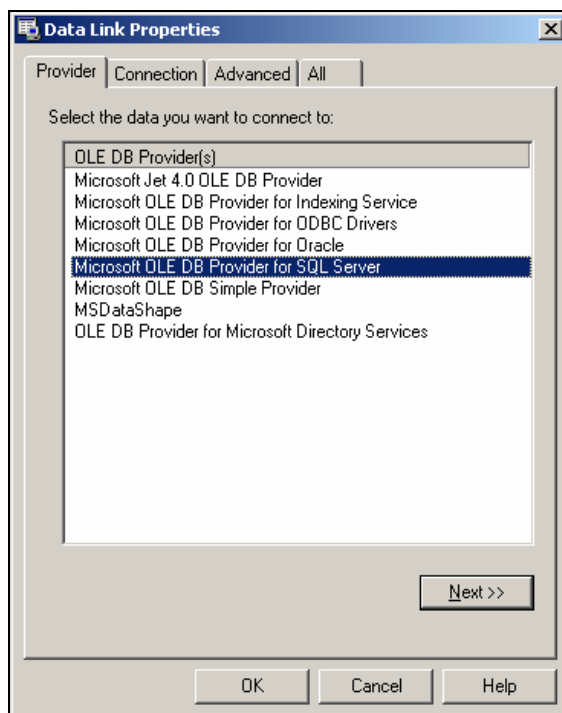 Data Link Properties
Provider Connection Advanced All
Select the data you want to connect to:
OLE DB Provider(s)
Microsoft Jet 4.0 OLE DB Provider
Microsoft OLE DB Provider for Indexing Service
Microsoft OLE DB Provider for ODBC Drivers
Microsoft OLE DB Provider for Oracle
Microsoft OLE DB Provider for SQL Server
Microsoft OLE DB Simple Provider
MSDataShape
OLE DB Provider for Microsoft Directory Services
Next >>
OK Cancel Help